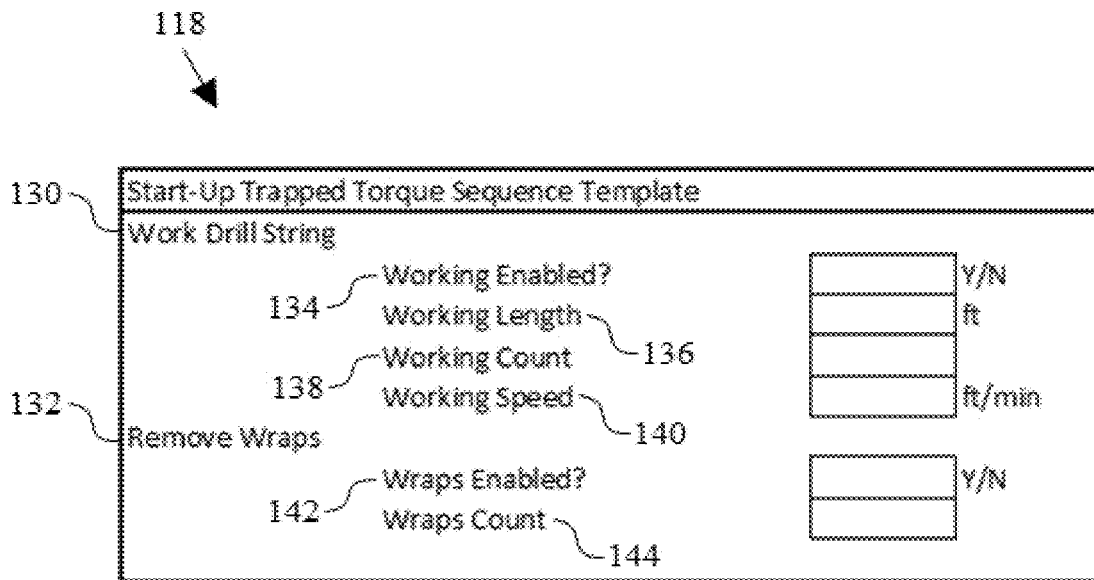 118
130
Start-Up Trapped Torque Sequence Template
Work Drill String
134 Working Enabled? Y/N
Working Length 136 ft
138 Working Count
Working Speed 140 ft/min
132
Remove Wraps
142 Wraps Enabled? Y/N
Wraps Count 144